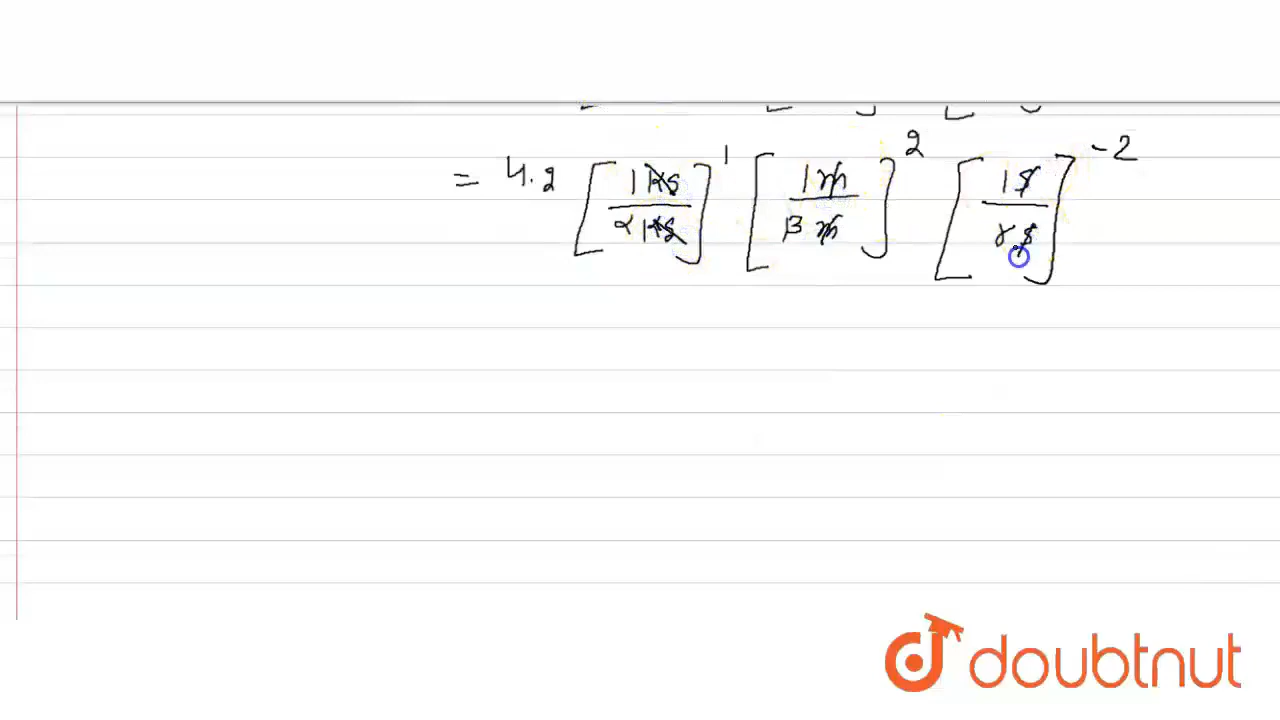 = 4.2 [1 kg / α kg]^1 [1 m / β m]^2 [1 s / γ s]^-2
doubtnut